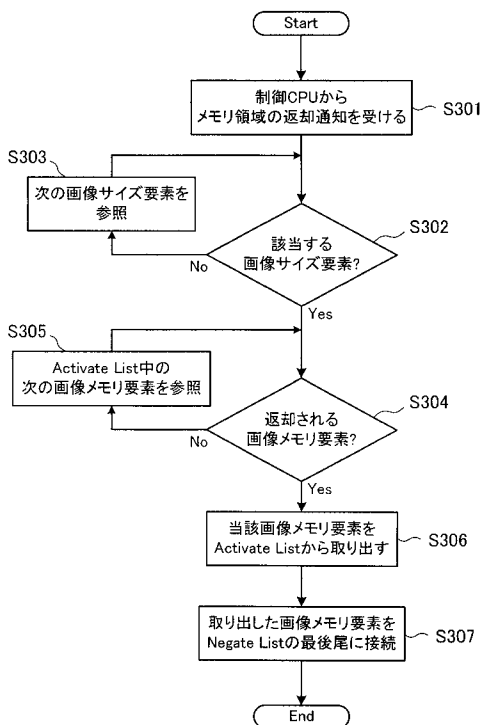 Start
制御CPUから
メモリ領域の返却通知を受ける
S301
S303
次の画像サイズ要素を
参照
該当する
画像サイズ要素?
S302
No
Yes
S305
Activate List中の
次の画像メモリ要素を参照
返却される
画像メモリ要素?
S304
No
Yes
当該画像メモリ要素を
Activate Listから取り出す
S306
取り出した画像メモリ要素を
Negate Listの最後尾に接続
S307
End